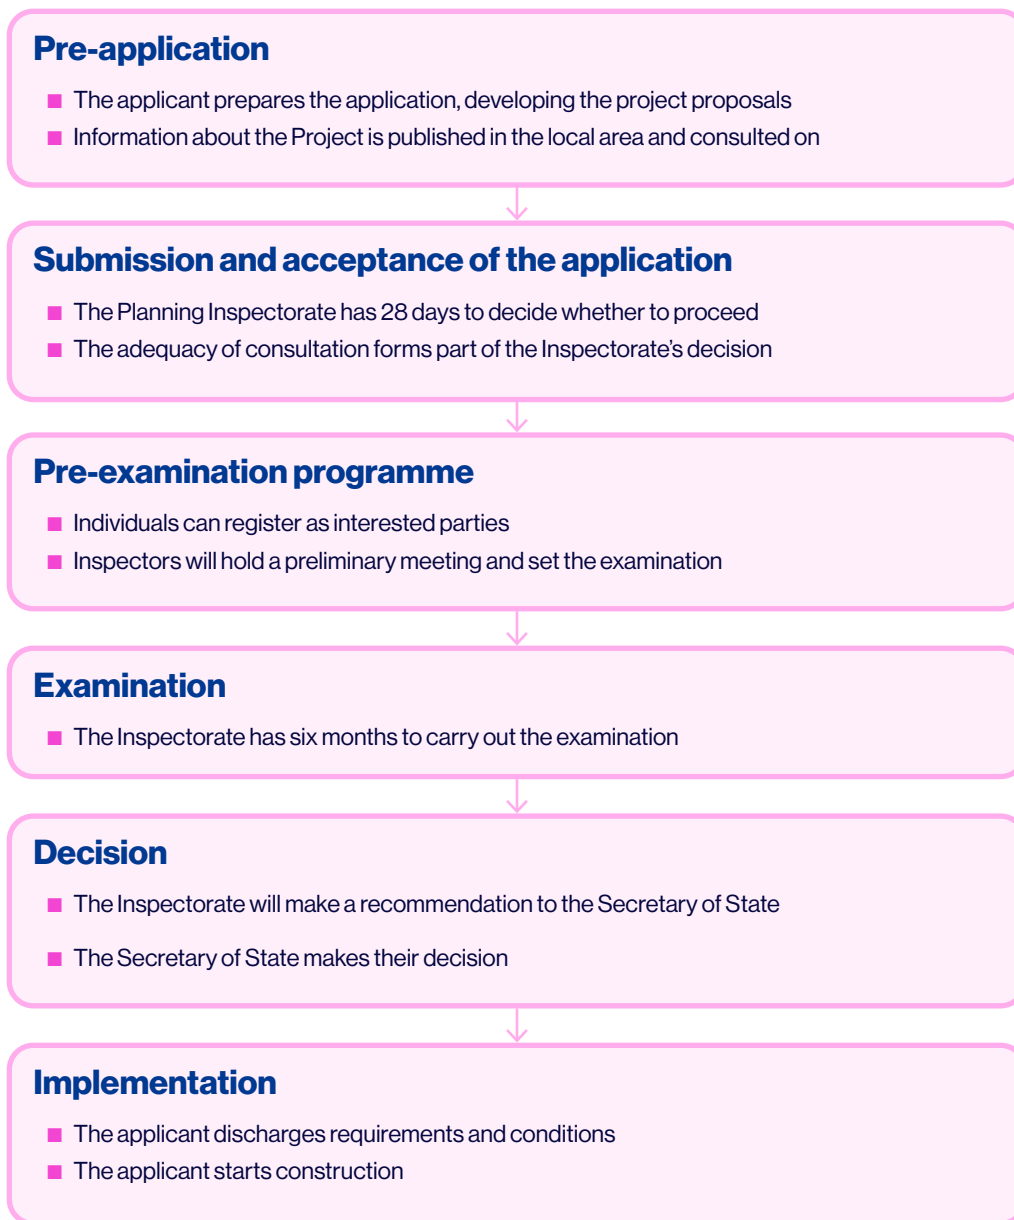 Pre-application
The applicant prepares the application, developing the project proposals
Information about the Project is published in the local area and consulted on
Submission and acceptance of the application
The Planning Inspectorate has 28 days to decide whether to proceed
The adequacy of consultation forms part of the Inspectorate’s decision
Pre-examination programme
Individuals can register as interested parties
Inspectors will hold a preliminary meeting and set the examination
Examination
The Inspectorate has six months to carry out the examination
Decision
The Inspectorate will make a recommendation to the Secretary of State
The Secretary of State makes their decision
Implementation
The applicant discharges requirements and conditions
The applicant starts construction